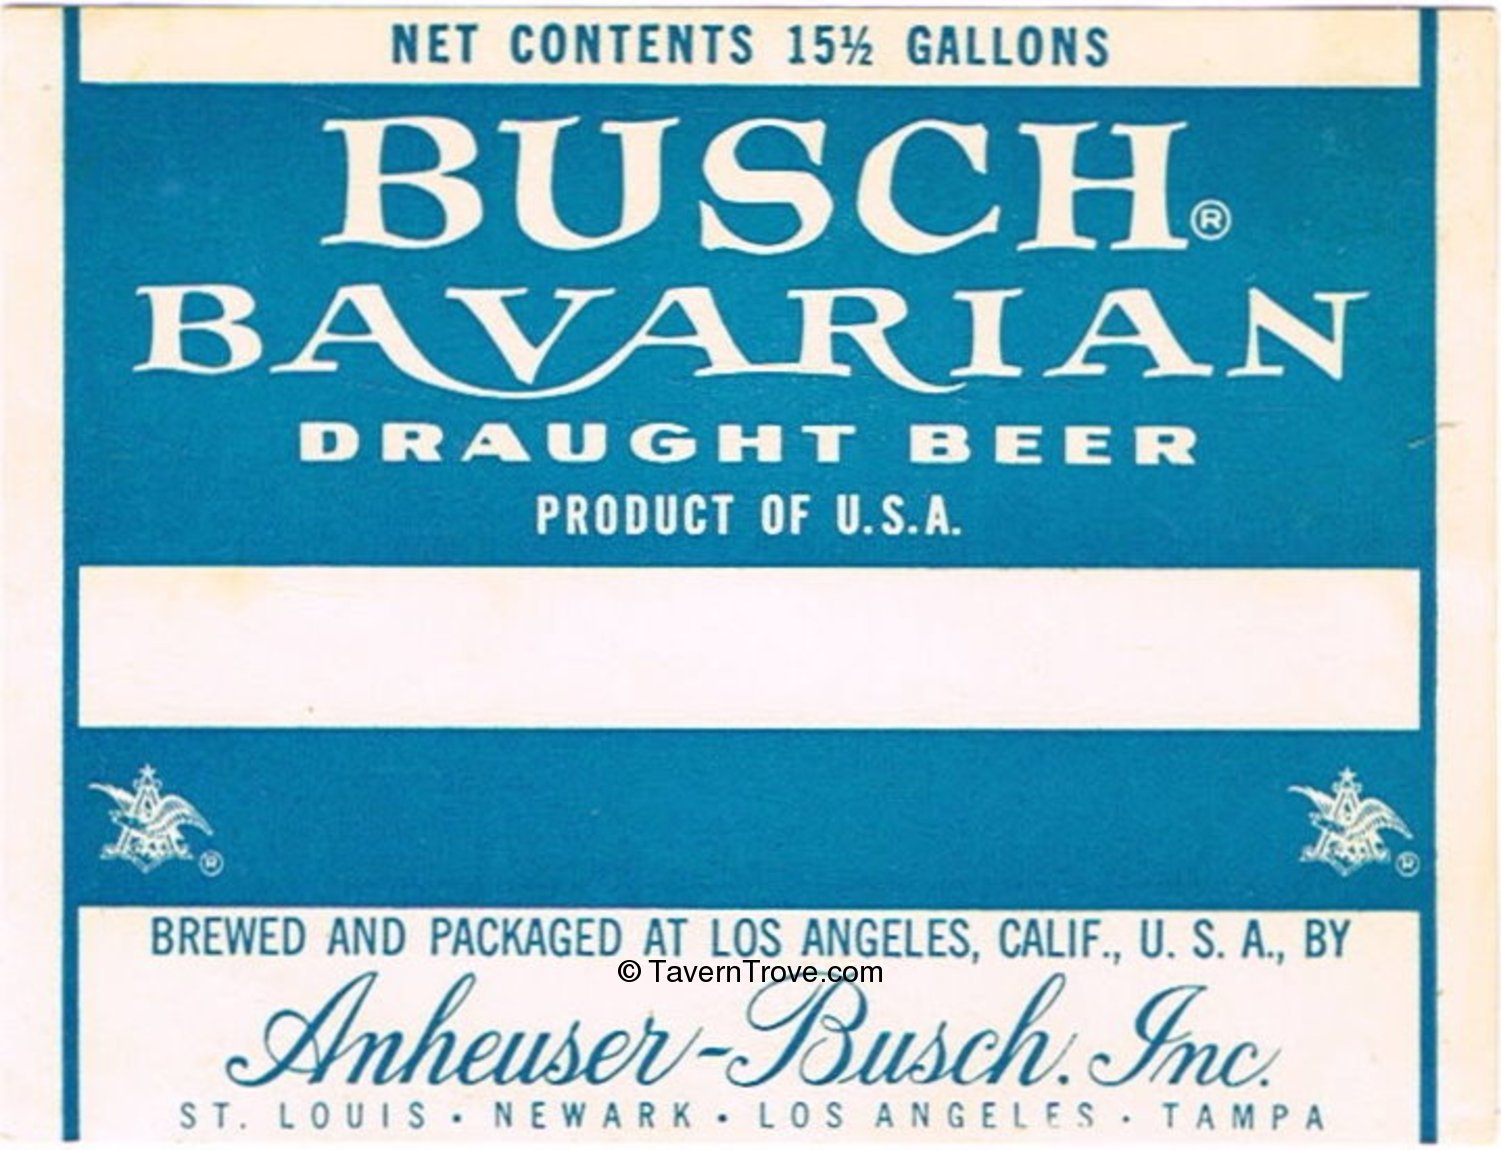 NET CONTENTS 15½ GALLONS
BUSCH®
BAVARIAN
DRAUGHT BEER
PRODUCT OF U.S.A.
®
®
BREWED AND PACKAGED AT LOS ANGELES, CALIF., U. S. A., BY
© TavernTrove.com
Anheuser-Busch. Inc.
ST. LOUIS • NEWARK • LOS ANGELES • TAMPA